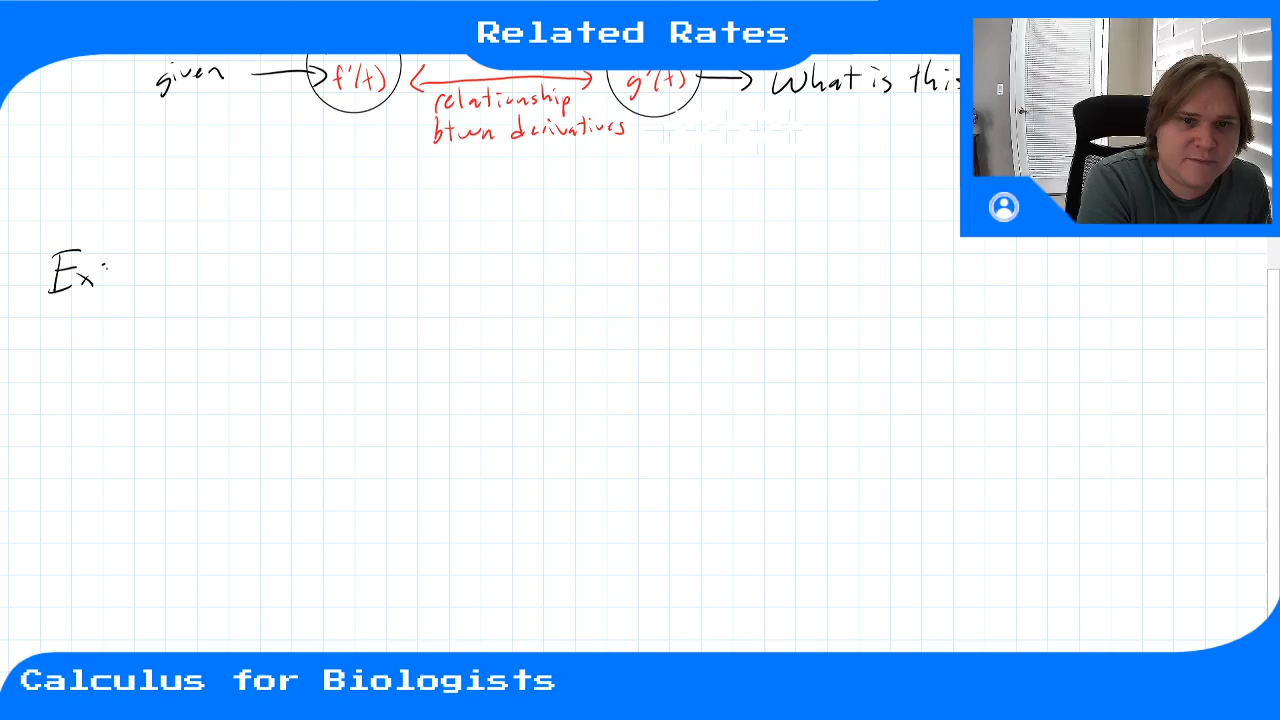 Related Rates
given → f'(t) ↔ g'(t) → What is this
relationship
btwn derivatives
Ex:
Calculus for Biologists